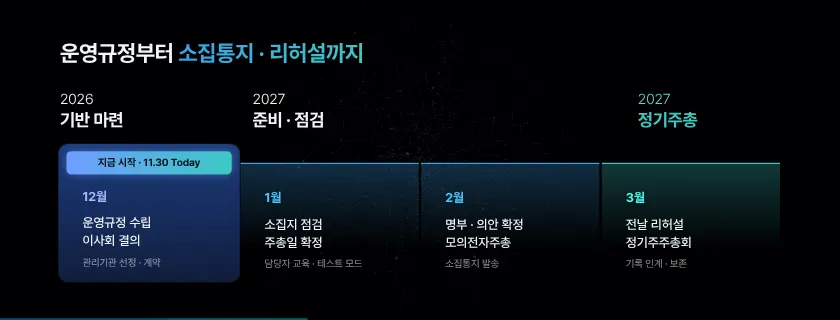 운영규정부터 소집통지 · 리허설까지
2026
기반 마련
2027
준비 · 점검
2027
정기주총
지금 시작 · 11.30 Today
12월
운영규정 수립
이사회 결의
관리기관 선정 · 계약
1월
소집지 점검
주총일 확정
담당자 교육 · 테스트 모드
2월
명부 · 의안 확정
모의전자주총
소집통지 발송
3월
전날 리허설
정기주주총회
기록 인계 · 보존